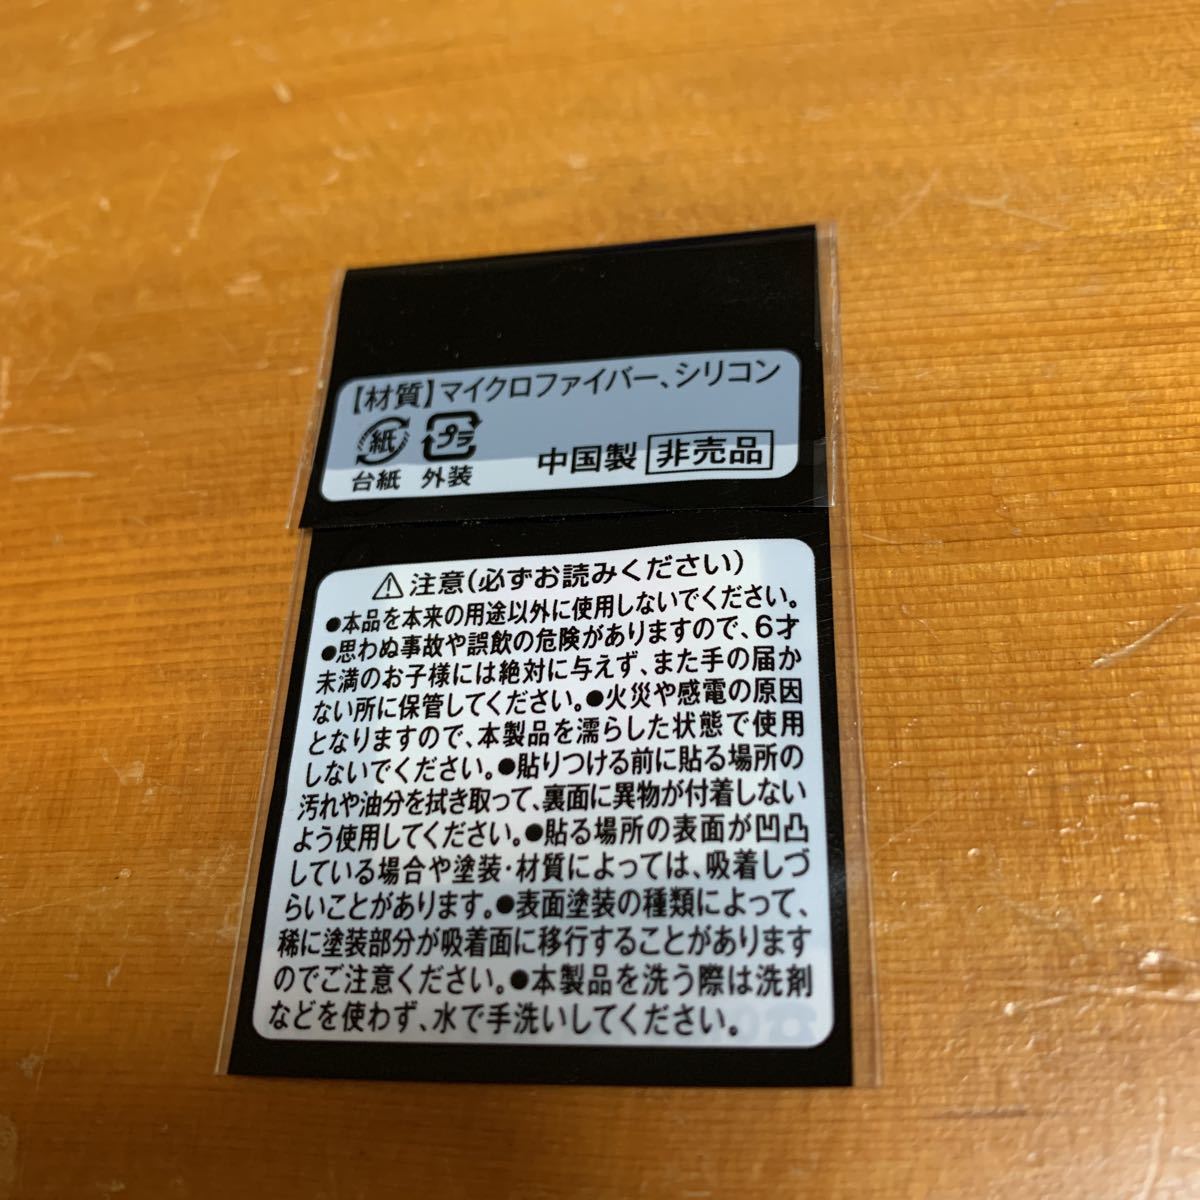 【材質】マイクロファイバー、シリコン
紙 プラ
台紙 外装 中国製 非売品
⚠注意(必ずお読みください)
●本品を本来の用途以外に使用しないでください。
●思わぬ事故や誤飲の危険がありますので、6才
未満のお子様には絶対に与えず、また手の届か
ない所に保管してください。●火災や感電の原因
となりますので、本製品を濡らした状態で使用
しないでください。●貼りつける前に貼る場所の
汚れや油分を拭き取って、裏面に異物が付着しない
よう使用してください。●貼る場所の表面が凹凸
している場合や塗装・材質によっては、吸着しづ
らいことがあります。●表面塗装の種類によって、
稀に塗装部分が吸着面に移行することがあります
のでご注意ください。●本製品を洗う際は洗剤
などを使わず、水で手洗いしてください。